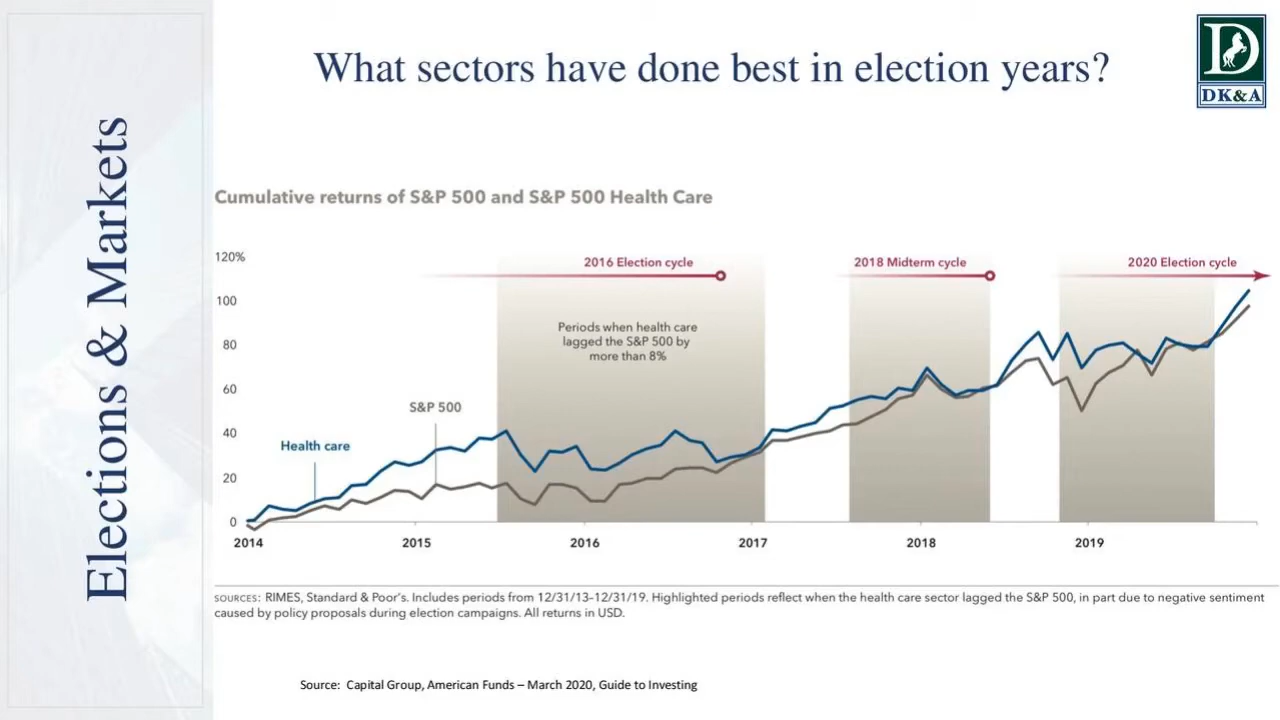 What sectors have done best in election years?
D
DK&A
Elections & Markets
Cumulative returns of S&P 500 and S&P 500 Health Care
120%
2016 Election cycle
2018 Midterm cycle
2020 Election cycle
100
Periods when health care
lagged the S&P 500 by
more than 8%
80
60
S&P 500
40
Health care
20
0
2014 2015 2016 2017 2018 2019
SOURCES: RIMES, Standard & Poor's. Includes periods from 12/31/13–12/31/19. Highlighted periods reflect when the health care sector lagged the S&P 500, in part due to negative sentiment
caused by policy proposals during election campaigns. All returns in USD.
Source: Capital Group, American Funds – March 2020, Guide to Investing